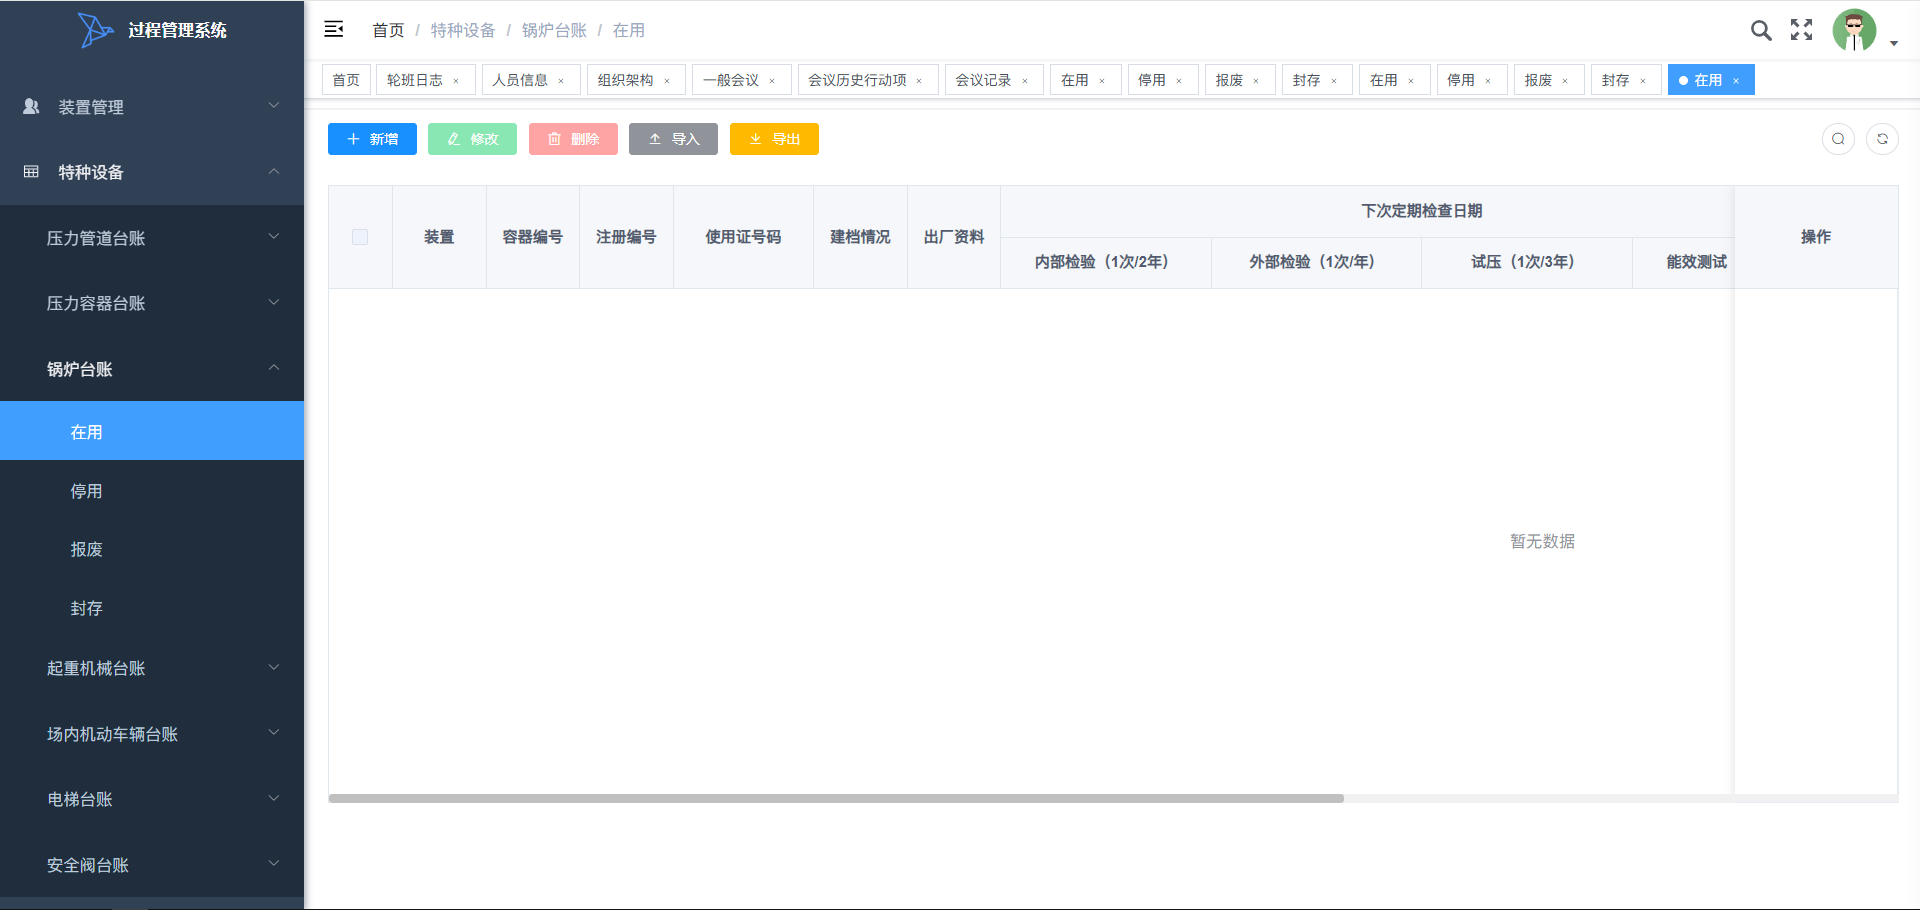 过程管理系统
首页 / 特种设备 / 锅炉台账 / 在用
首页
轮班日志 ×
人员信息 ×
组织架构 ×
一般会议 ×
会议历史行动项 ×
会议记录 ×
在用 ×
停用 ×
报废 ×
封存 ×
在用 ×
停用 ×
报废 ×
封存 ×
在用 ×
装置管理
特种设备
压力管道台账
压力容器台账
锅炉台账
在用
停用
报废
封存
起重机械台账
场内机动车辆台账
电梯台账
安全阀台账
新增
修改
删除
导入
导出
装置
容器编号
注册编号
使用证号码
建档情况
出厂资料
下次定期检查日期
内部检验（1次/2年）
外部检验（1次/年）
试压（1次/3年）
能效测试
操作
暂无数据